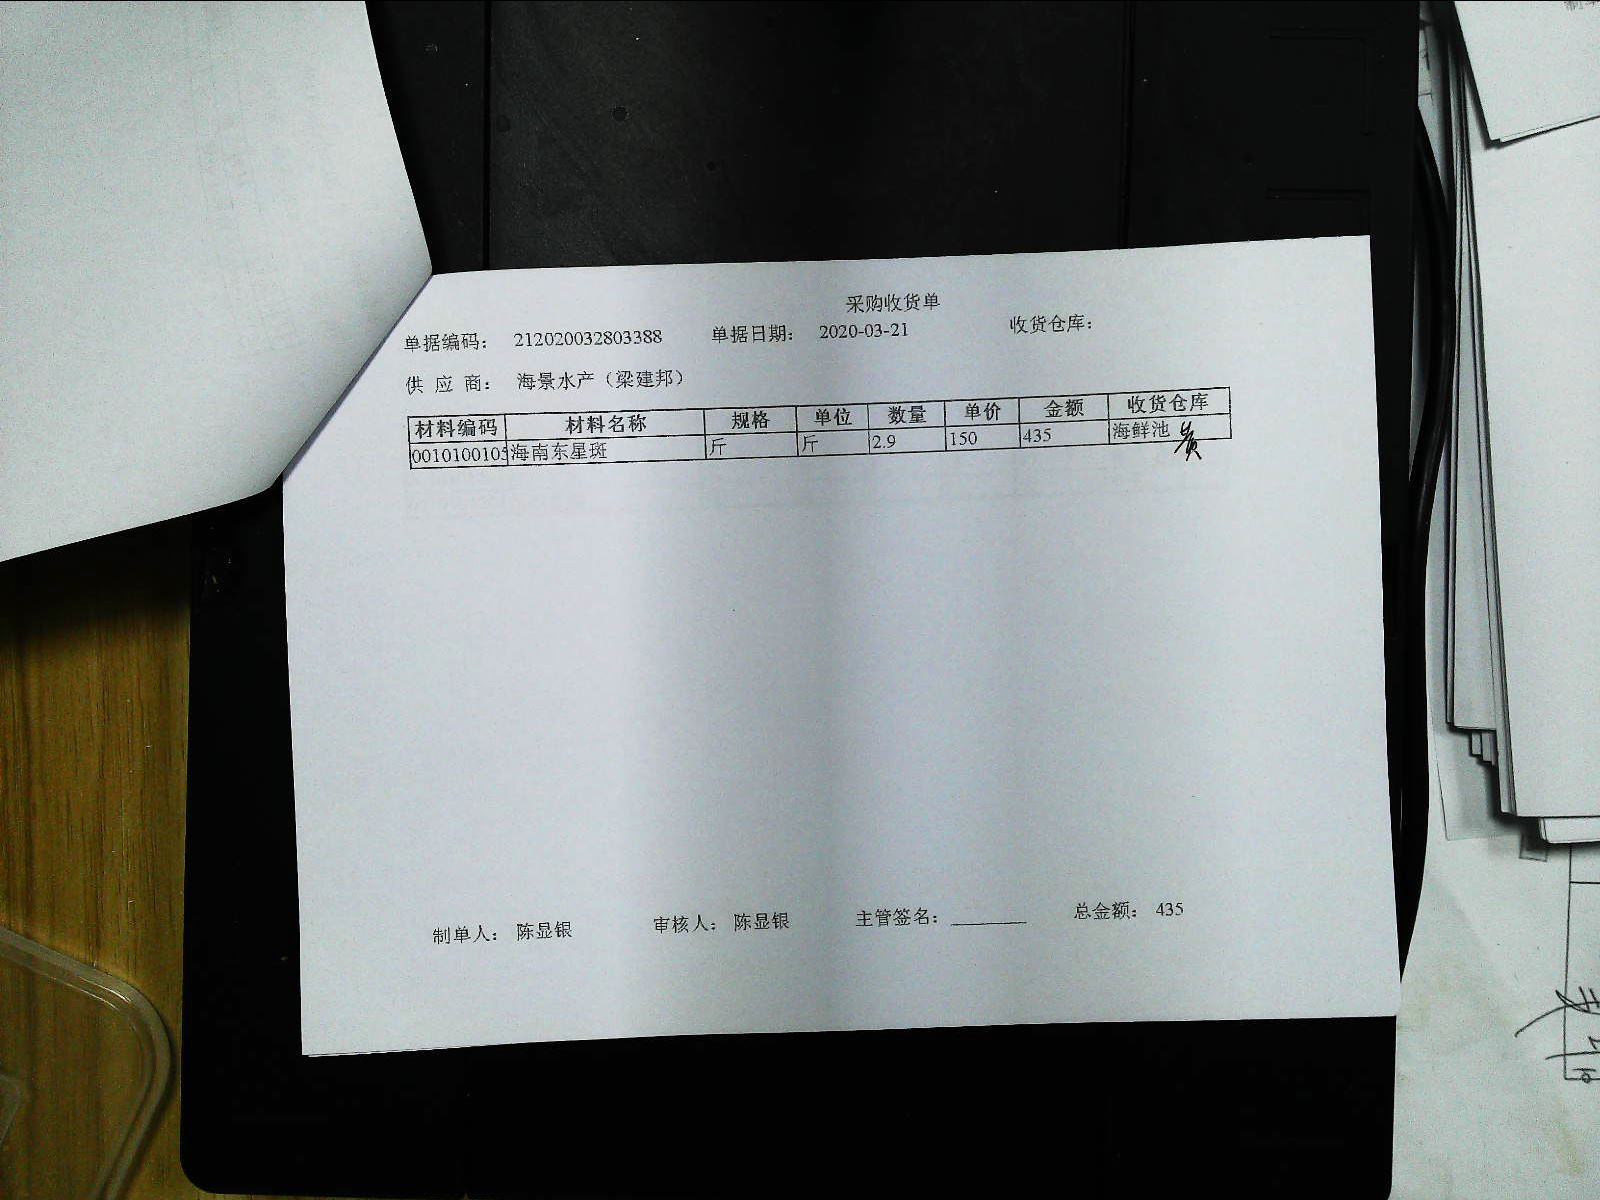 采购收货单
单据编码: 212020032803388 单据日期: 2020-03-21 收货仓库:
供 应 商: 海景水产（梁建邦）
材料编码 材料名称 规格 单位 数量 单价 金额 收货仓库
0010100105 海南东星斑 斤 斤 2.9 150 435 海鲜池
制单人: 陈显银 审核人: 陈显银 主管签名: ________ 总金额: 435